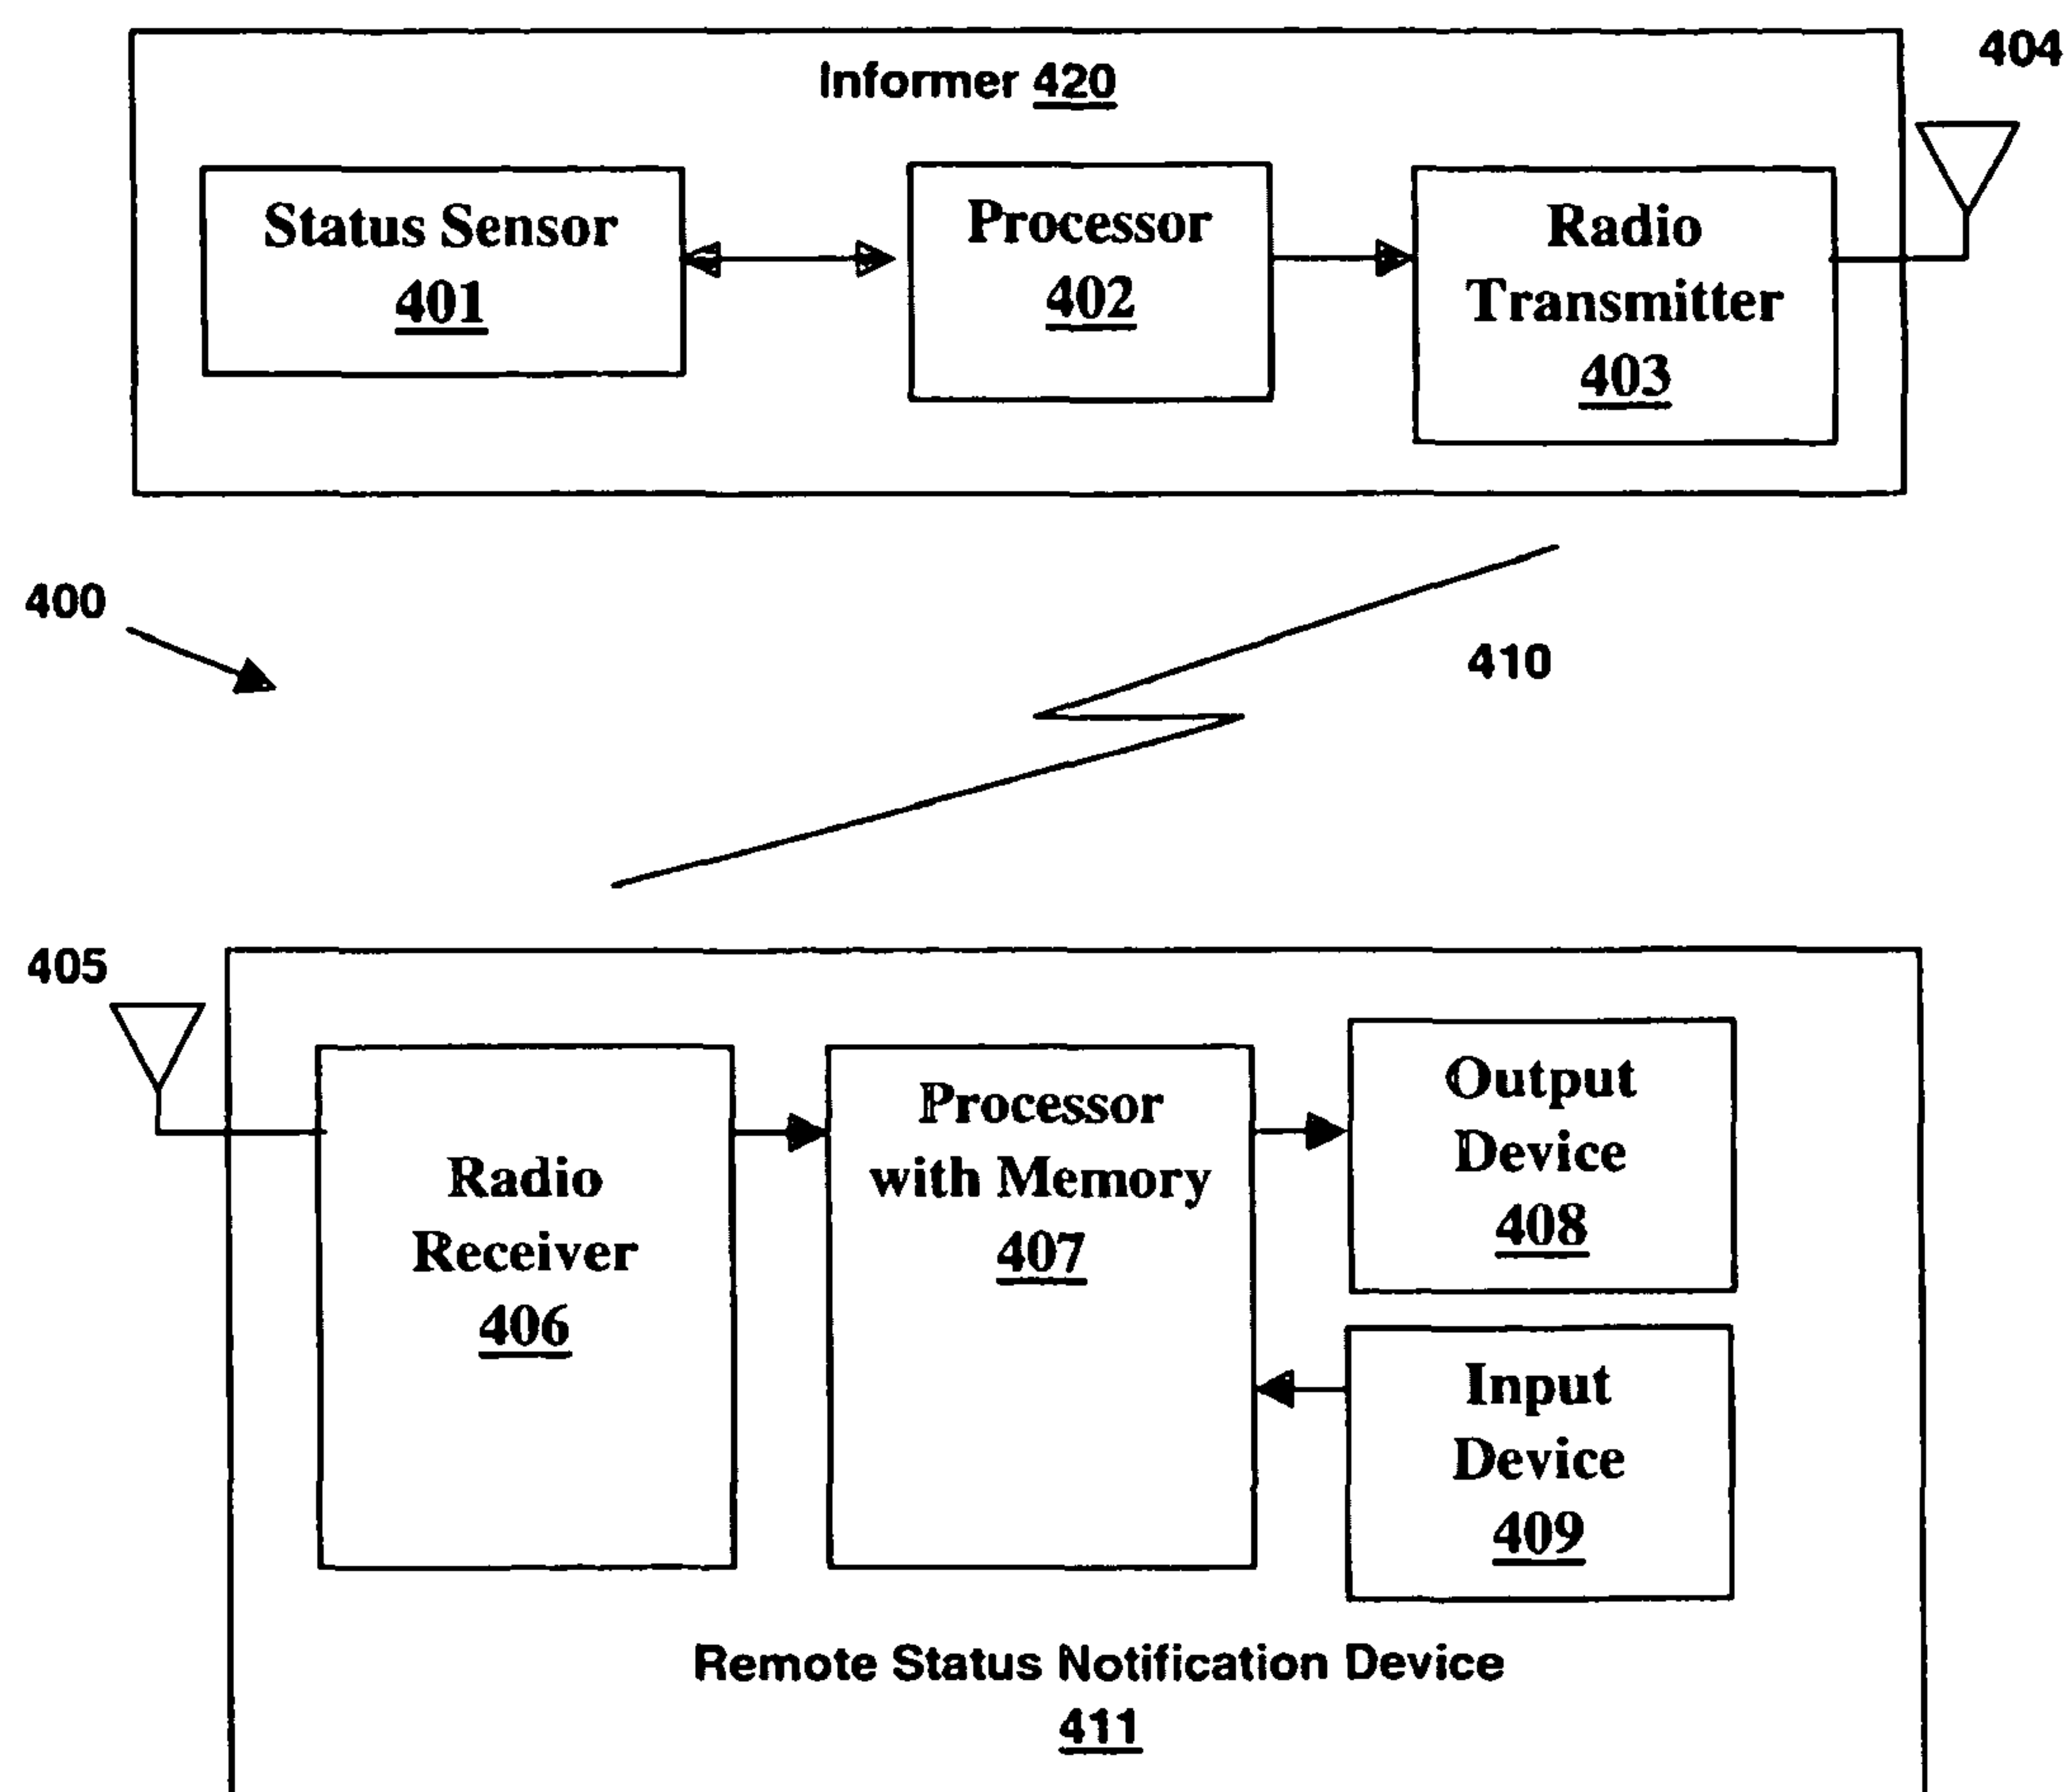 404
Informer 420
Status Sensor
401
Processor
402
Radio
Transmitter
403
400
410
405
Radio
Receiver
406
Processor
with Memory
407
Output
Device
408
Input
Device
409
Remote Status Notification Device
411